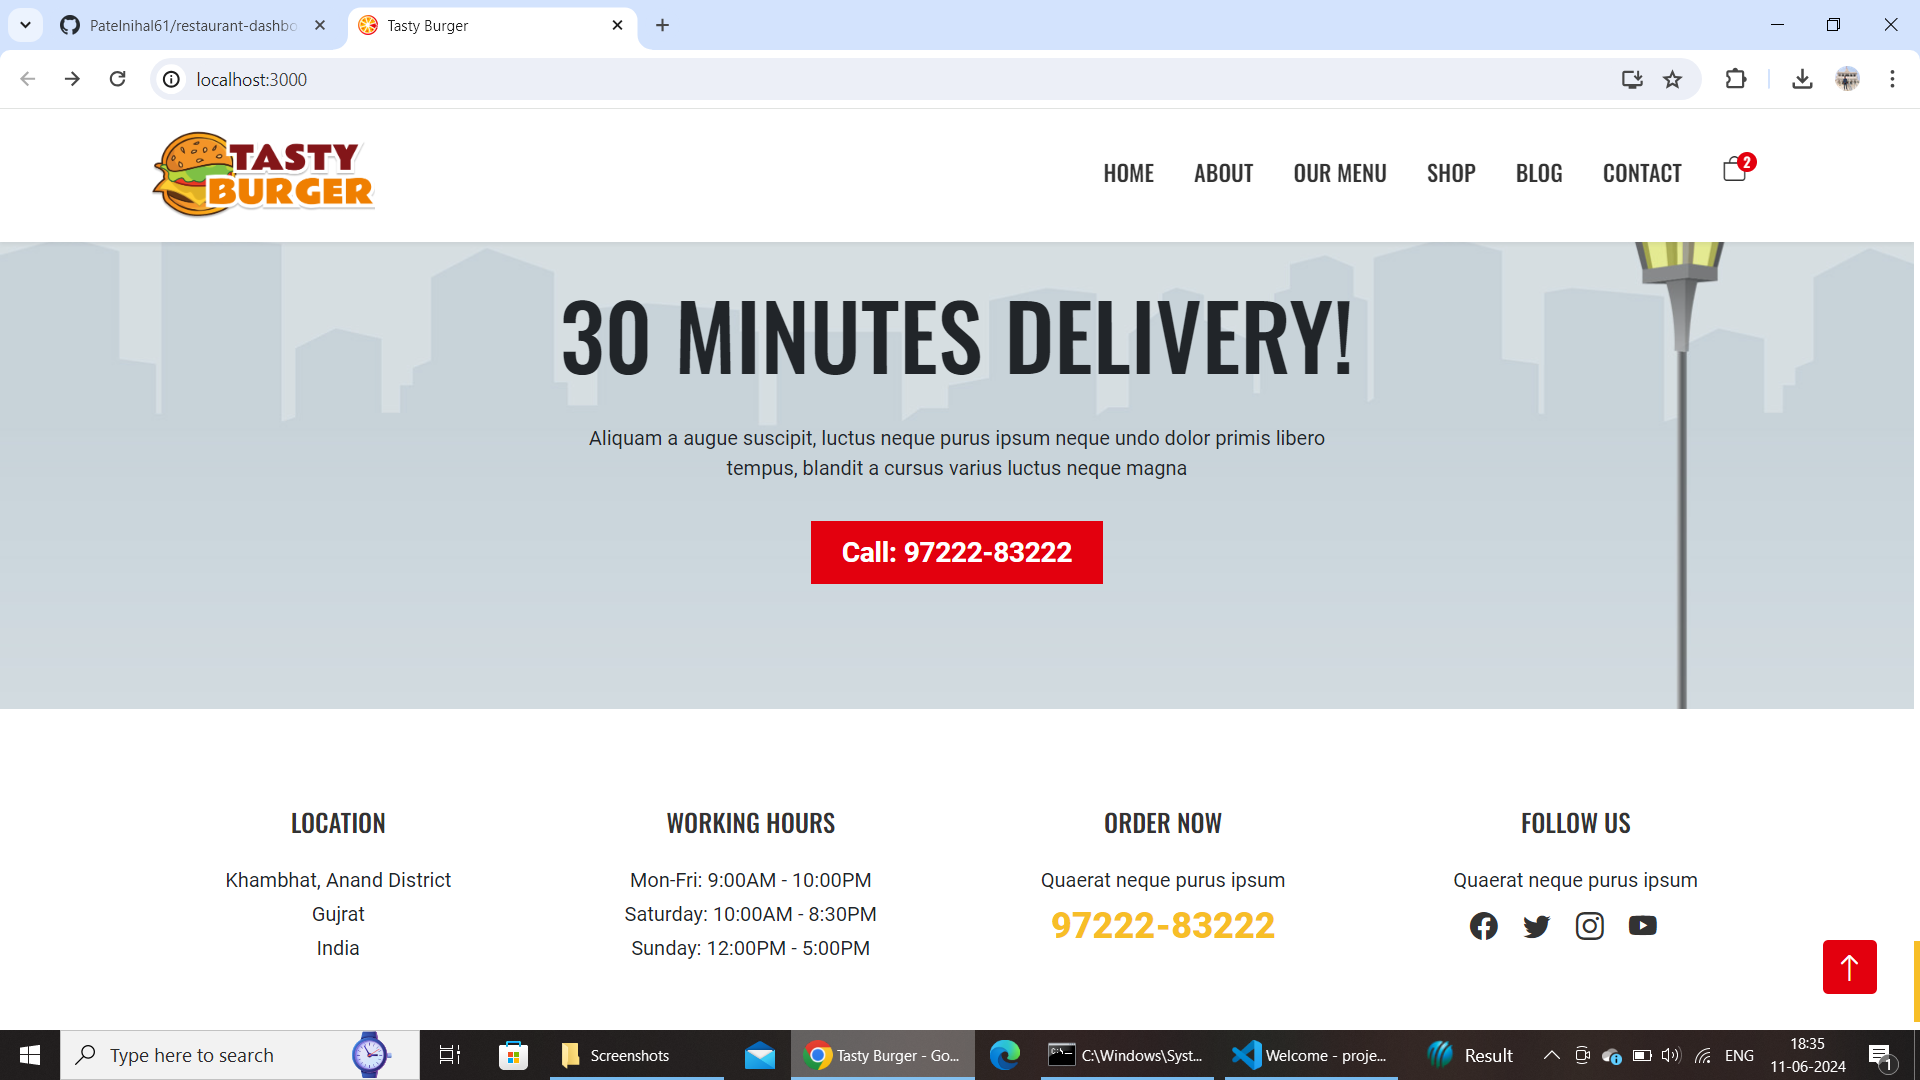 Patelnihal61/restaurant-dashbo
Tasty Burger
localhost:3000
TASTY
BURGER
HOME ABOUT OUR MENU SHOP BLOG CONTACT 2
30 MINUTES DELIVERY!
Aliquam a augue suscipit, luctus neque purus ipsum neque undo dolor primis libero
tempus, blandit a cursus varius luctus neque magna
Call: 97222-83222
LOCATION
Khambhat, Anand District
Gujrat
India
WORKING HOURS
Mon-Fri: 9:00AM - 10:00PM
Saturday: 10:00AM - 8:30PM
Sunday: 12:00PM - 5:00PM
ORDER NOW
Quaerat neque purus ipsum
97222-83222
FOLLOW US
Quaerat neque purus ipsum
Type here to search
Screenshots
Tasty Burger - Go...
C:\Windows\Syst...
Welcome - proje...
Result
ENG
18:35
11-06-2024
1